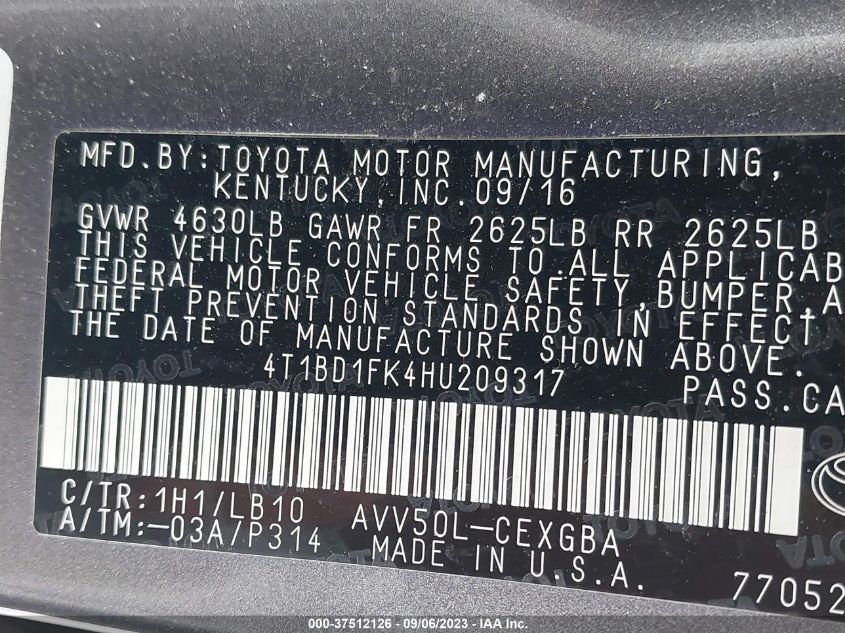 MFD.BY:TOYOTA MOTOR MANUFACTURING,
KENTUCKY,INC.09/16
GVWR 4630LB GAWR FR 2625LB RR 2625LB
THIS VEHICLE CONFORMS TO ALL APPLICAB
FEDERAL MOTOR VEHICLE SAFETY,BUMPER,A
THEFT PREVENTION STANDARDS IN EFFECT
THE DATE OF MANUFACTURE SHOWN ABOVE.
4T1BD1FK4HU209317 PASS.CA
C/TR:1H1/LB10 AVV50L-CEXGBA
A/TM:-03A/P314 MADE IN U.S.A.
77052
000-37512126 - 09/06/2023 - IAA Inc.